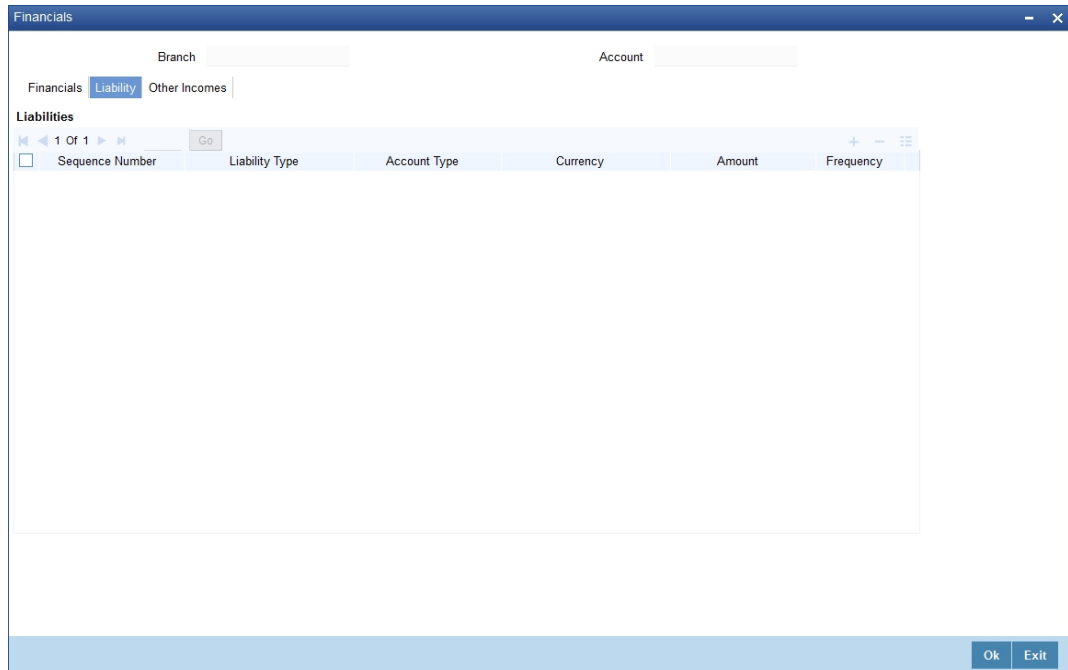 Financials
Branch Account
Financials Liability Other Incomes
Liabilities
1 Of 1 Go
Sequence Number Liability Type Account Type Currency Amount Frequency
Ok Exit